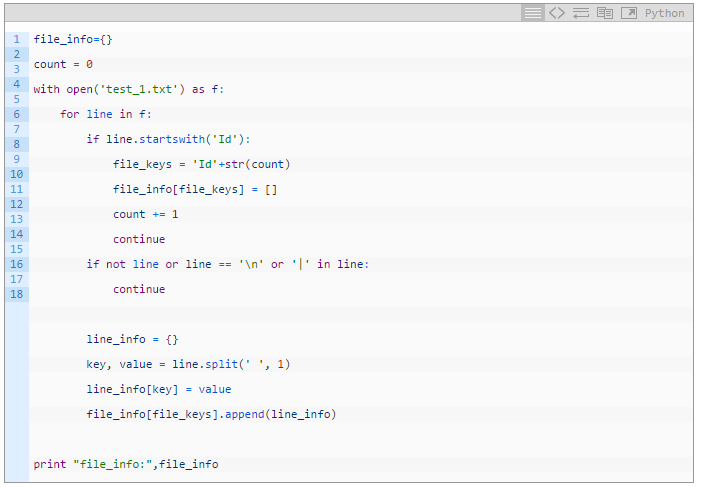 Python
1 file_info={}
2
3 count = 0
4 with open('test_1.txt') as f:
5
6     for line in f:
7
8         if line.startswith('Id'):
9             file_keys = 'Id'+str(count)
10
11             file_info[file_keys] = []
12             count += 1
13
14             continue
15
16         if not line or line == '\n' or '|' in line:
17             continue
18
        line_info = {}
        key, value = line.split(' ', 1)
        line_info[key] = value
        file_info[file_keys].append(line_info)
print "file_info:",file_info